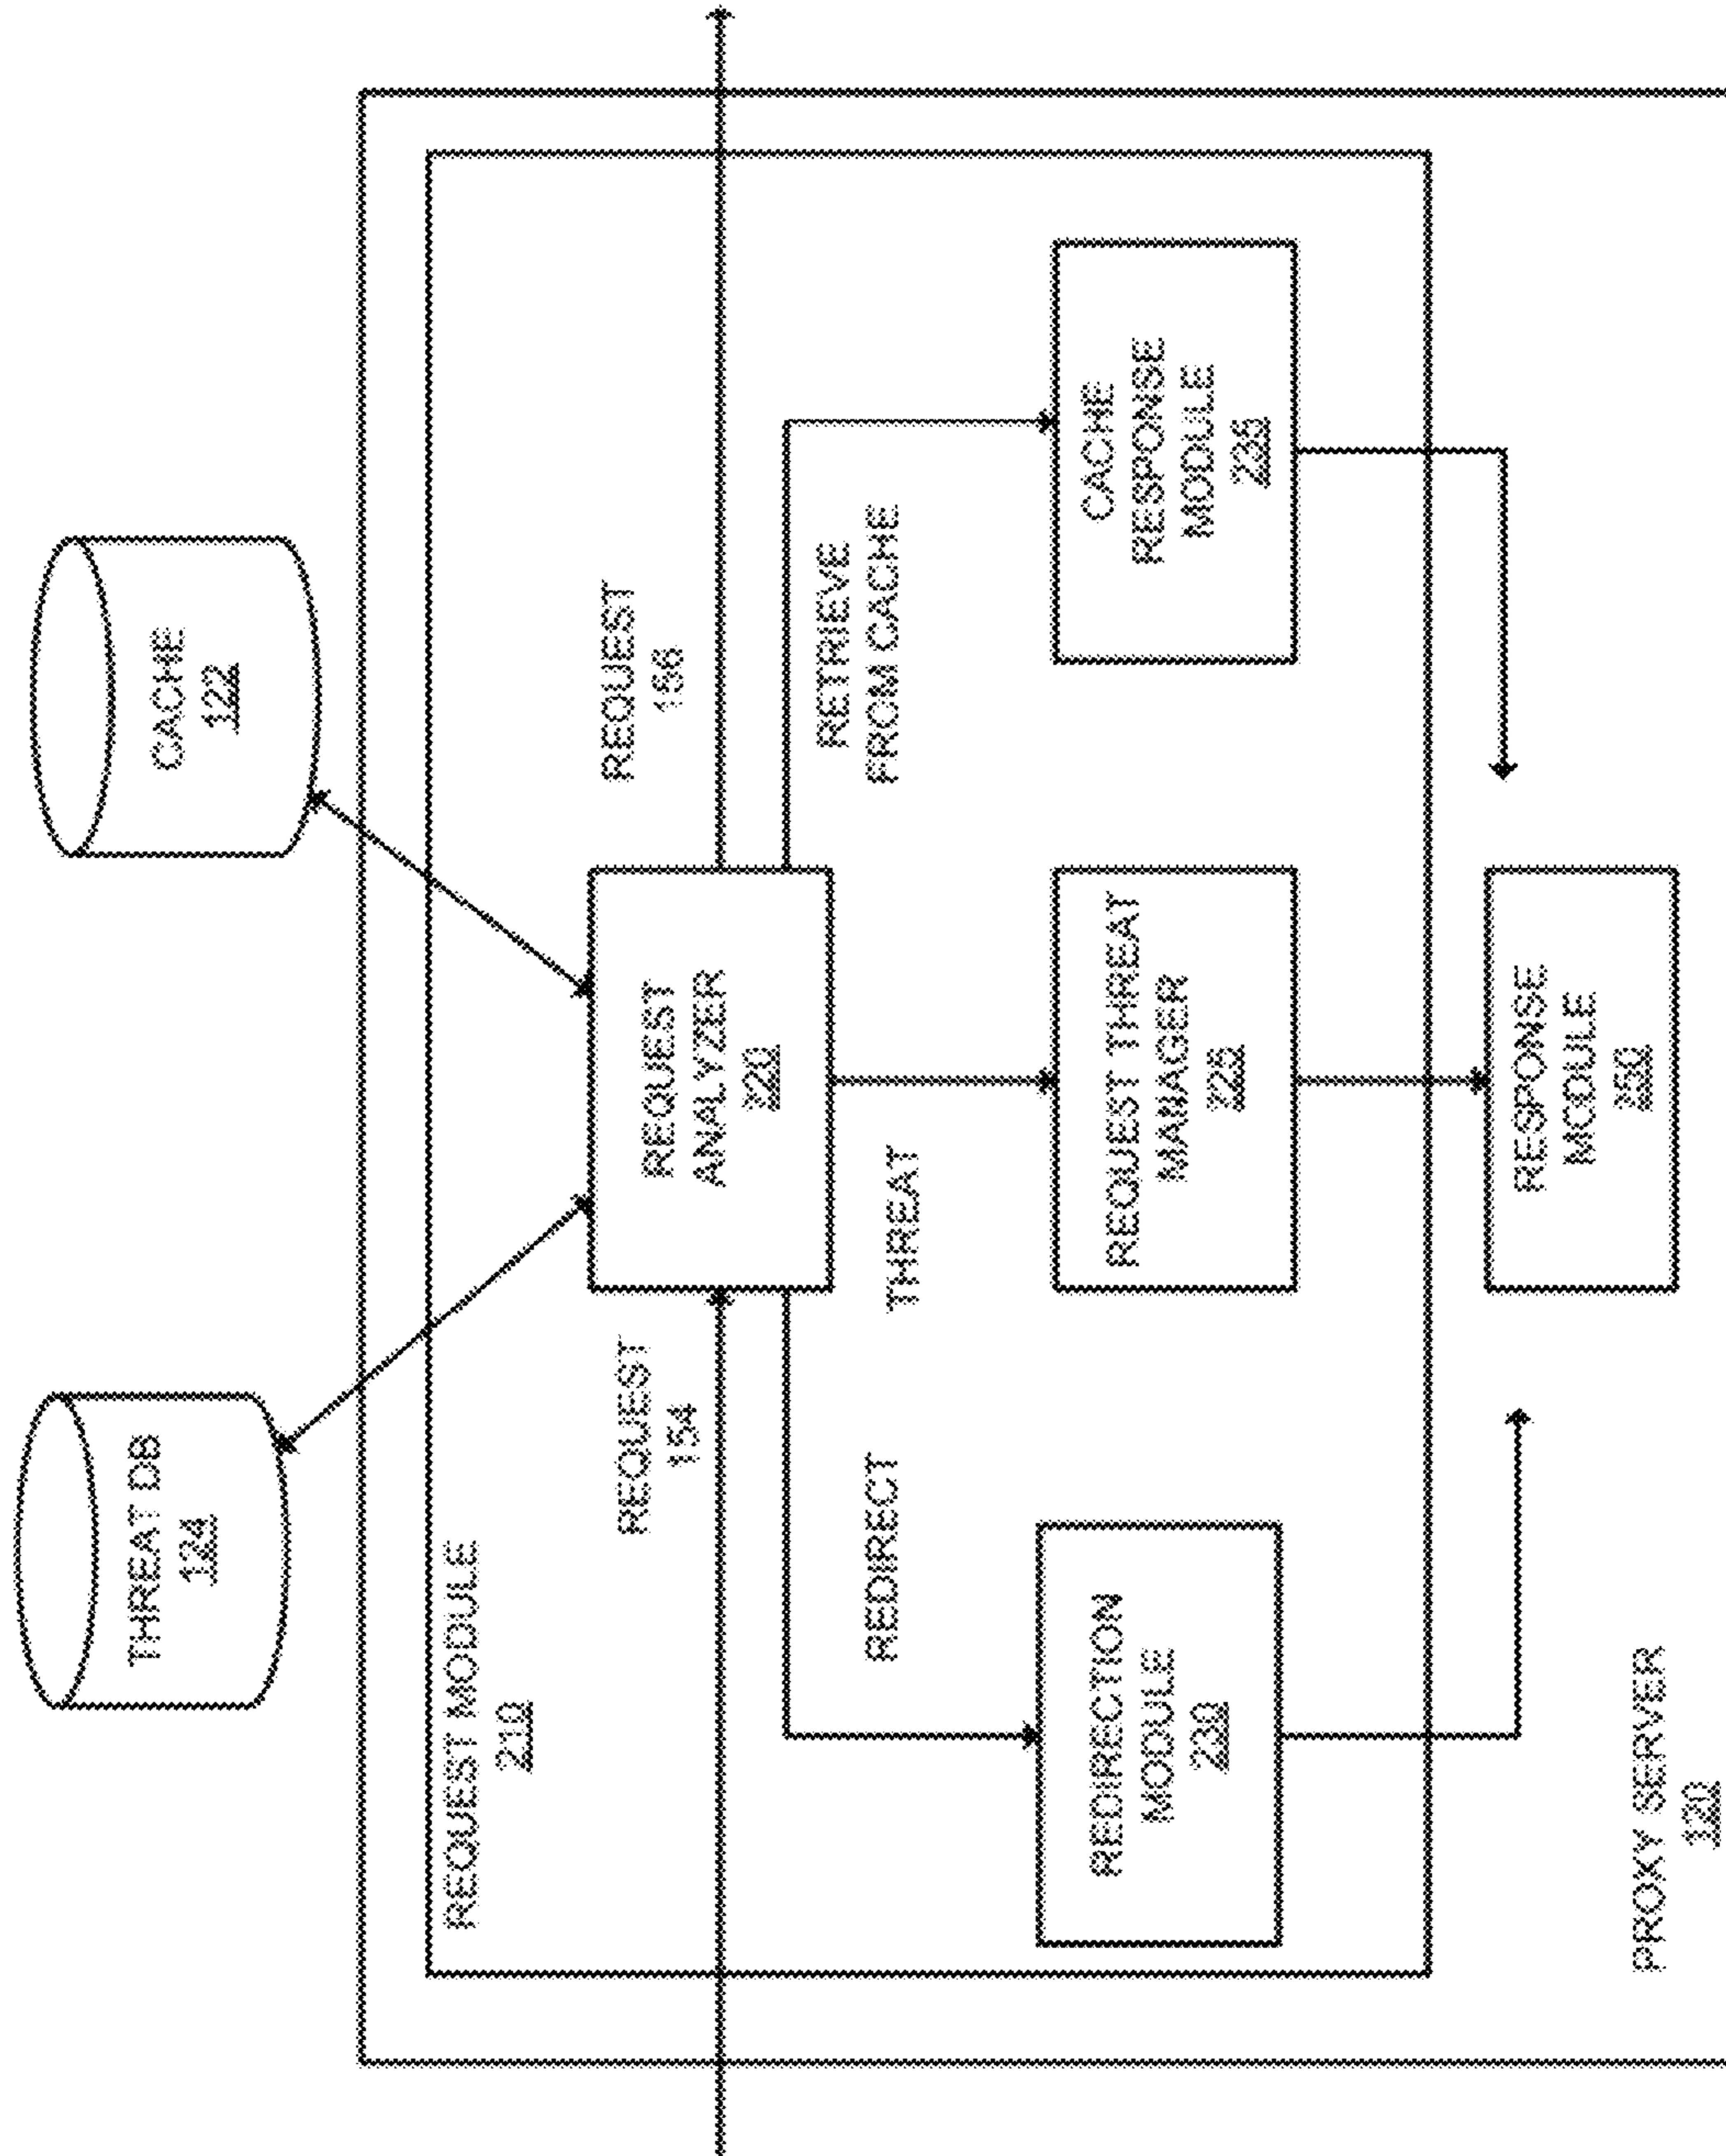 THREAT DB
124
CACHE
122
REQUEST MODULE
210
REQUEST
154
REQUEST
ANALYZER
220
REQUEST
156
REDIRECT
THREAT
RETRIEVE
FROM CACHE
REDIRECTION
MODULE
230
REQUEST THREAT
MANAGER
225
CACHE
RESPONSE
MODULE
235
RESPONSE
MODULE
250
PROXY SERVER
120